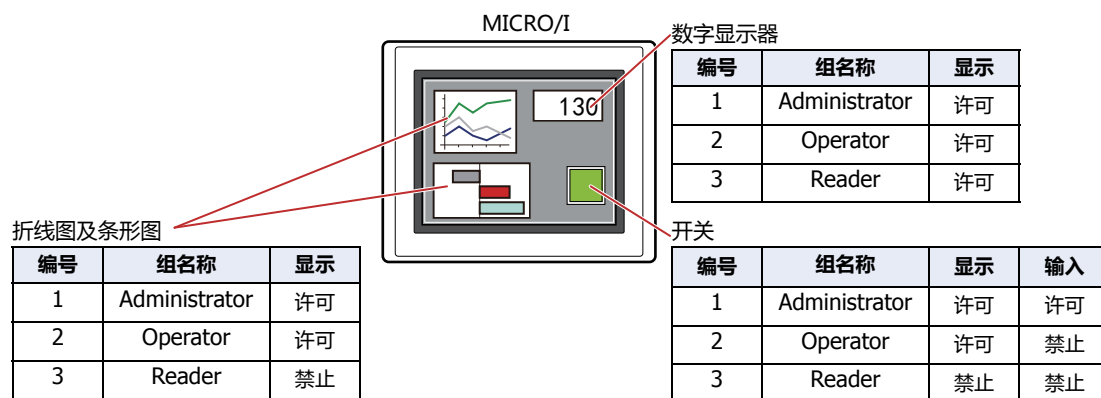 MICRO/I
130
数字显示器
编号 组名称 显示
1 Administrator 许可
2 Operator 许可
3 Reader 许可
折线图及条形图
编号 组名称 显示
1 Administrator 许可
2 Operator 许可
3 Reader 禁止
开关
编号 组名称 显示 输入
1 Administrator 许可 许可
2 Operator 许可 禁止
3 Reader 禁止 禁止